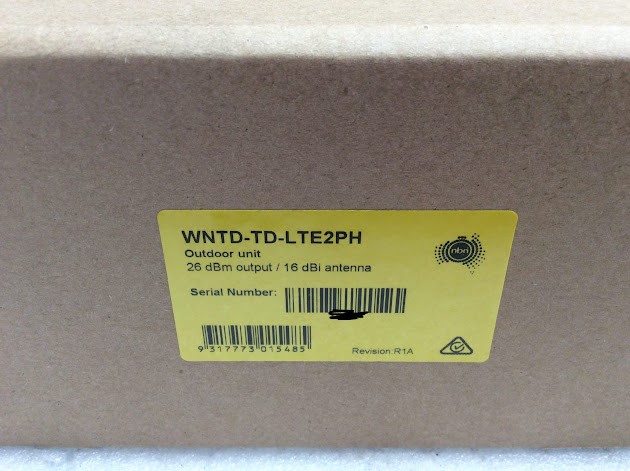 WNTD-TD-LTE2PH
Outdoor unit
26 dBm output / 16 dBi antenna
nbn
Serial Number:
9 317773 015485
Revision:R1A